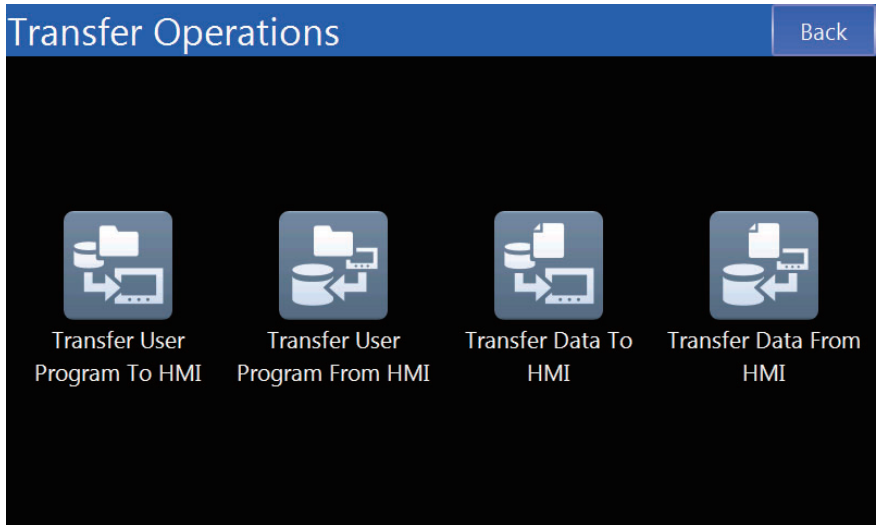 Transfer Operations
Back
Transfer User
Program To HMI
Transfer User
Program From HMI
Transfer Data To
HMI
Transfer Data From
HMI